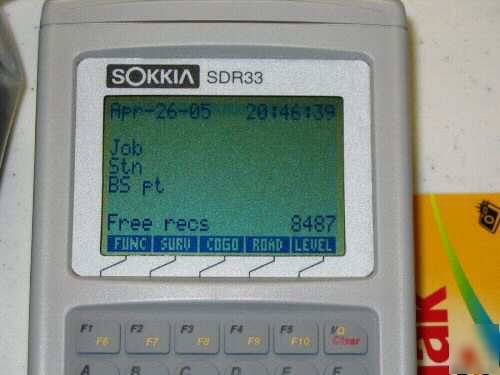 SOKKIA SDR33
Apr-26-05 20:46:39
Job
Stn
BS pt
Free recs 8487
FUNC SURV COGO ROAD LEVEL
F1 F2 F3 F4 F5 I/O
F6 F7 F8 F9 F10 Clear
A B C D E F
ak